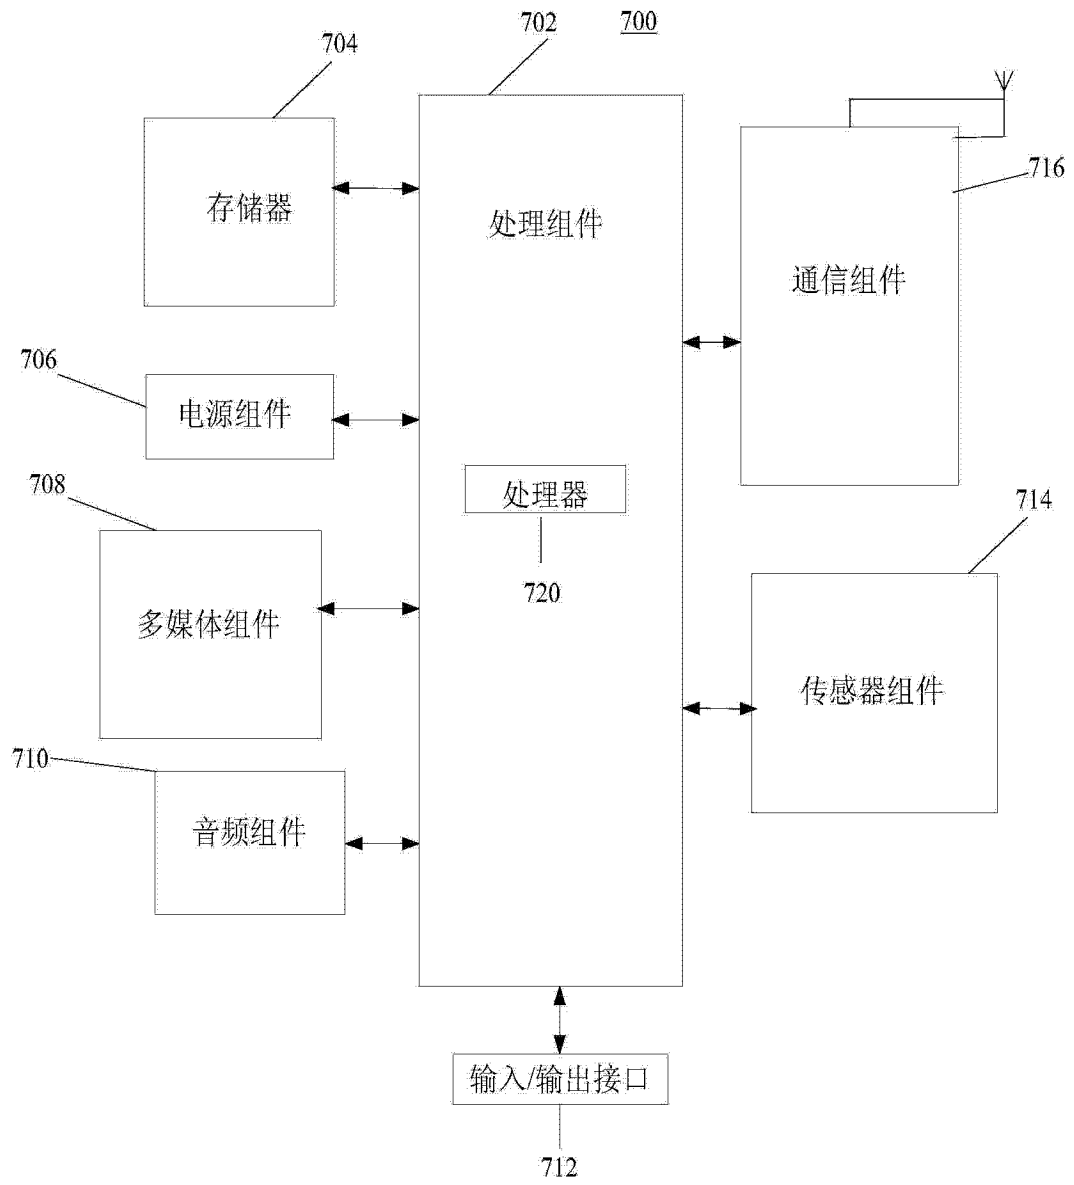 702
700
704
存储器
处理组件
716
通信组件
706
电源组件
708
处理器
714
720
多媒体组件
传感器组件
710
音频组件
输入/输出接口
712